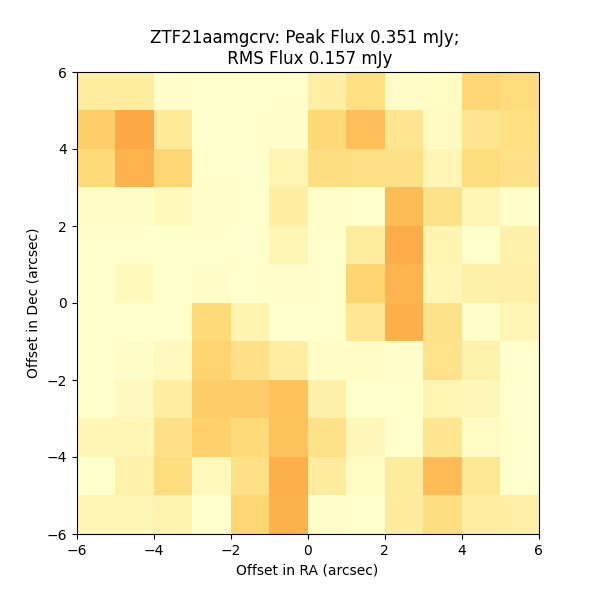 ZTF21aamgcrv: Peak Flux 0.351 mJy;
RMS Flux 0.157 mJy
6
4
2
0
−2
−4
−6
Offset in Dec (arcsec)
−6 −4 −2 0 2 4 6
Offset in RA (arcsec)